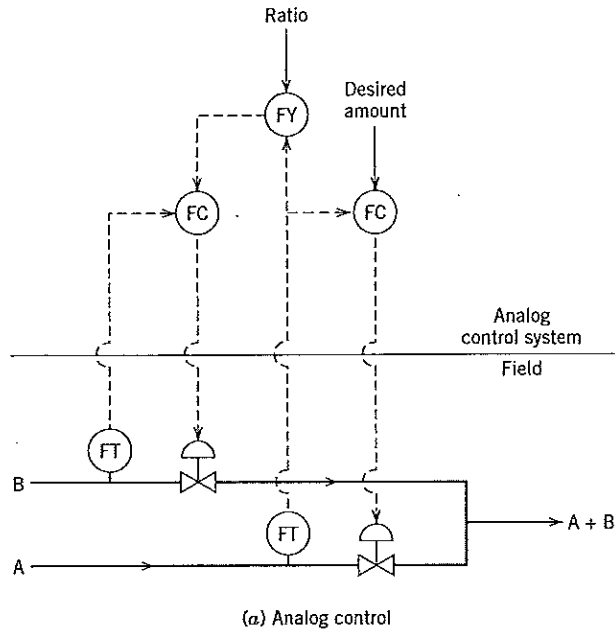 Ratio
Desired
amount
FY
FC
FC
Analog
control system
Field
FT
B
FT
A + B
A
(a) Analog control